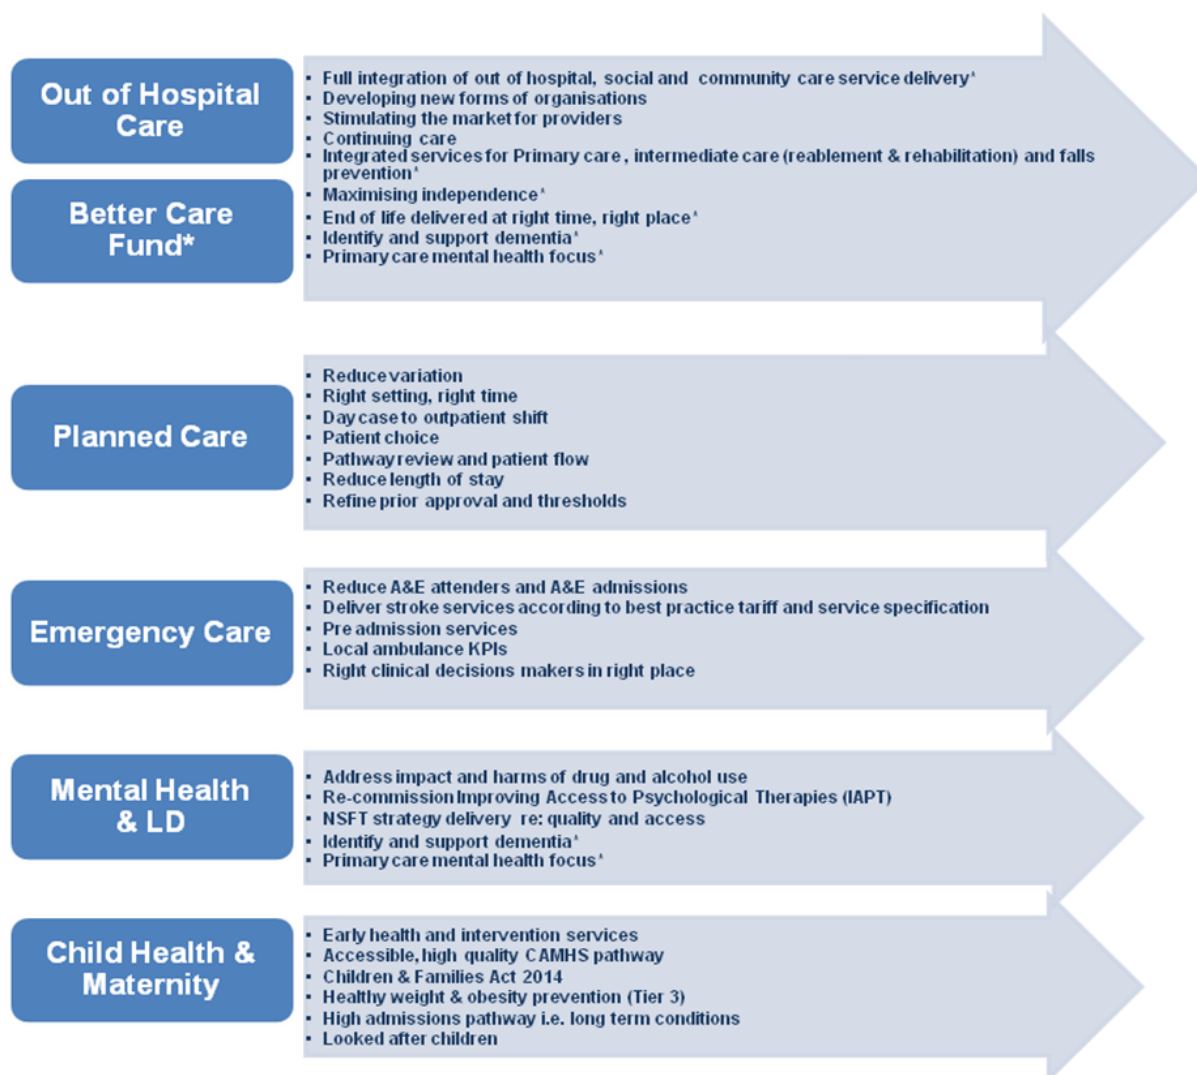 Out of Hospital
Care
Better Care
Fund*
▪ Full integration of out of hospital, social and community care service delivery*
▪ Developing new forms of organisations
▪ Stimulating the market for providers
▪ Continuing care
▪ Integrated services for Primary care , intermediate care (reablement & rehabilitation) and falls
prevention*
▪ Maximising independence*
▪ End of life delivered at right time, right place*
▪ Identify and support dementia*
▪ Primary care mental health focus*
Planned Care
▪ Reduce variation
▪ Right setting, right time
▪ Day case to outpatient shift
▪ Patient choice
▪ Pathway review and patient flow
▪ Reduce length of stay
▪ Refine prior approval and thresholds
Emergency Care
▪ Reduce A&E attenders and A&E admissions
▪ Deliver stroke services according to best practice tariff and service specification
▪ Pre admission services
▪ Local ambulance KPIs
▪ Right clinical decisions makers in right place
Mental Health
& LD
▪ Address impact and harms of drug and alcohol use
▪ Re-commission Improving Access to Psychological Therapies (IAPT)
▪ NSFT strategy delivery re: quality and access
▪ Identify and support dementia*
▪ Primary care mental health focus*
Child Health &
Maternity
▪ Early health and intervention services
▪ Accessible, high quality CAMHS pathway
▪ Children & Families Act 2014
▪ Healthy weight & obesity prevention (Tier 3)
▪ High admissions pathway i.e. long term conditions
▪ Looked after children